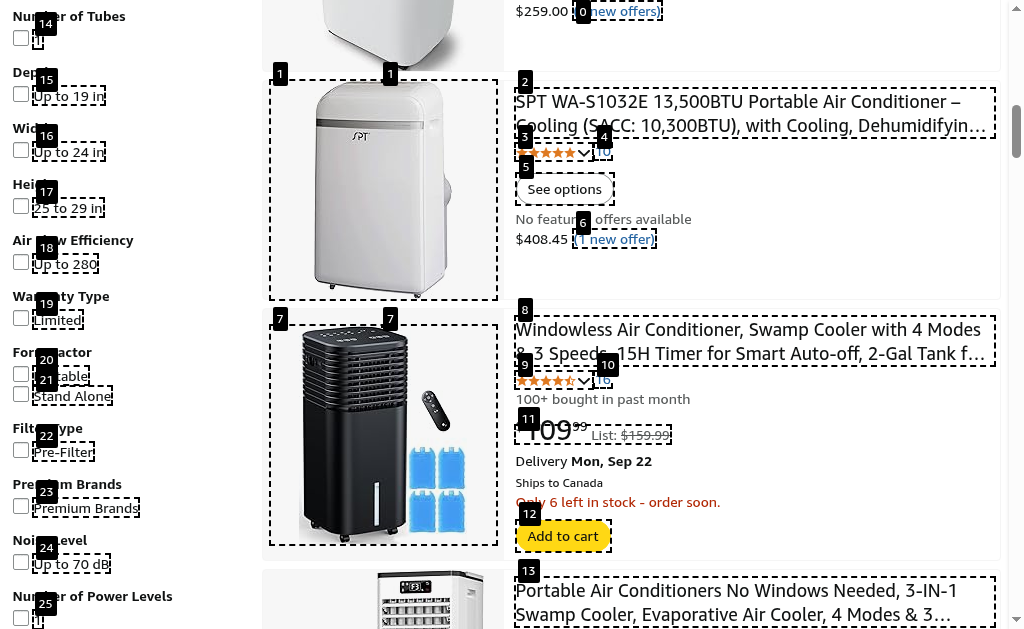 Number of Tubes
14
1
Depth
15
Up to 19 in
Width
16
Up to 24 in
Height
17
25 to 29 in
Air Flow Efficiency
18
Up to 280
Warranty Type
19
Limited
Form Factor
20
21
Stand Alone
Filter Type
22
Pre-Filter
Premium Brands
23
Premium Brands
Noise Level
24
Up to 70 dB
Number of Power Levels
25
1
$259.00 0 new offers)
1 1
SPT
2
SPT WA-S1032E 13,500BTU Portable Air Conditioner –
Cooling (SACC: 10,300BTU), with Cooling, Dehumidifyin...
3 4
10
5
See options
No featured offers available
6
$408.45 (1 new offer)
7 7
8
Windowless Air Conditioner, Swamp Cooler with 4 Modes
& 3 Speeds, 15H Timer for Smart Auto-off, 2-Gal Tank f...
9 10
16
100+ bought in past month
11
109 99 List: $159.99
Delivery Mon, Sep 22
Ships to Canada
Only 6 left in stock - order soon.
12
Add to cart
13
Portable Air Conditioners No Windows Needed, 3-IN-1
Swamp Cooler, Evaporative Air Cooler, 4 Modes & 3...